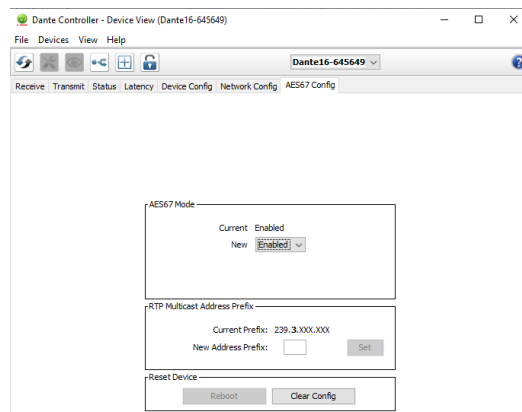 Dante Controller - Device View (Dante16-645649)
File Devices View Help
Dante16-645649
Receive Transmit Status Latency Device Config Network Config AES67 Config
AES67 Mode
Current Enabled
New Enabled
RTP Multicast Address Prefix
Current Prefix: 239.3.XXX.XXX
New Address Prefix: Set
Reset Device
Reboot Clear Config